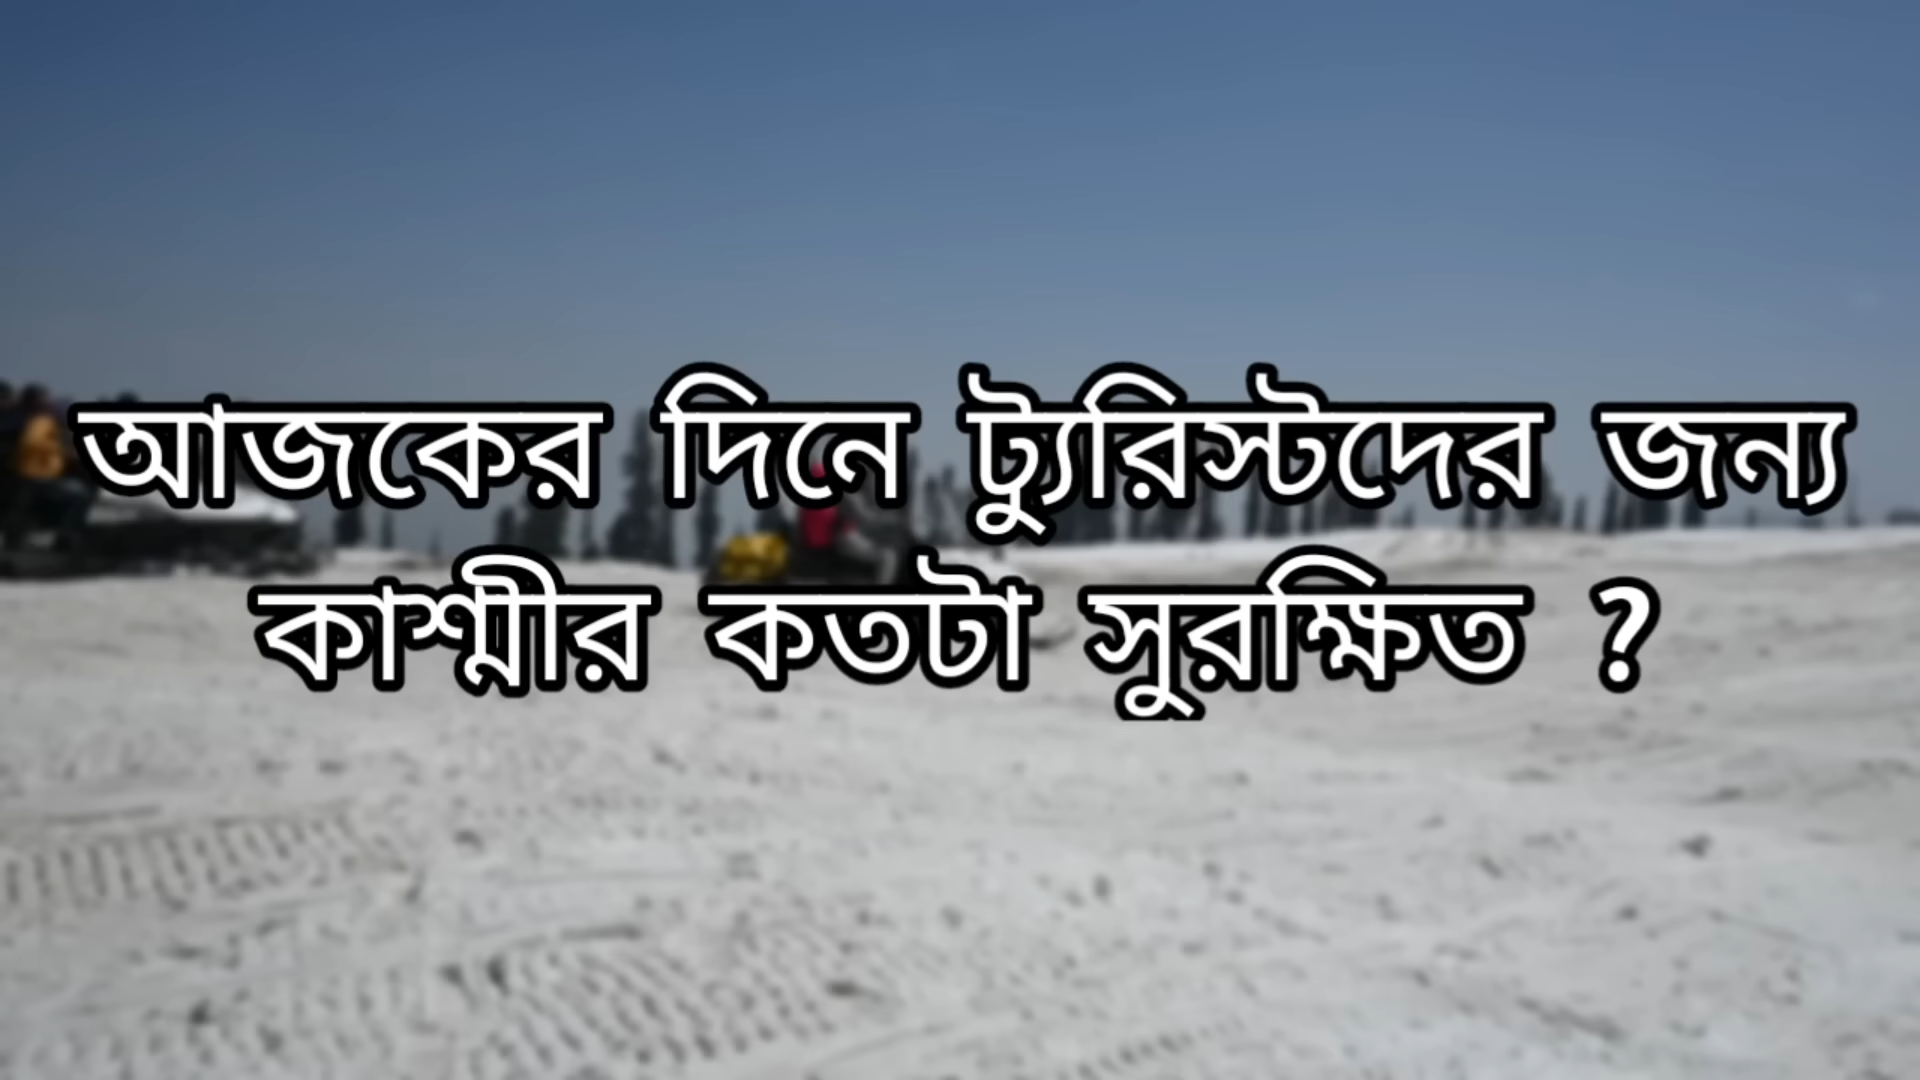 আজকের দিনে ট্যুরিস্টদের জন্য
কাশ্মীর কতটা সুরক্ষিত ?